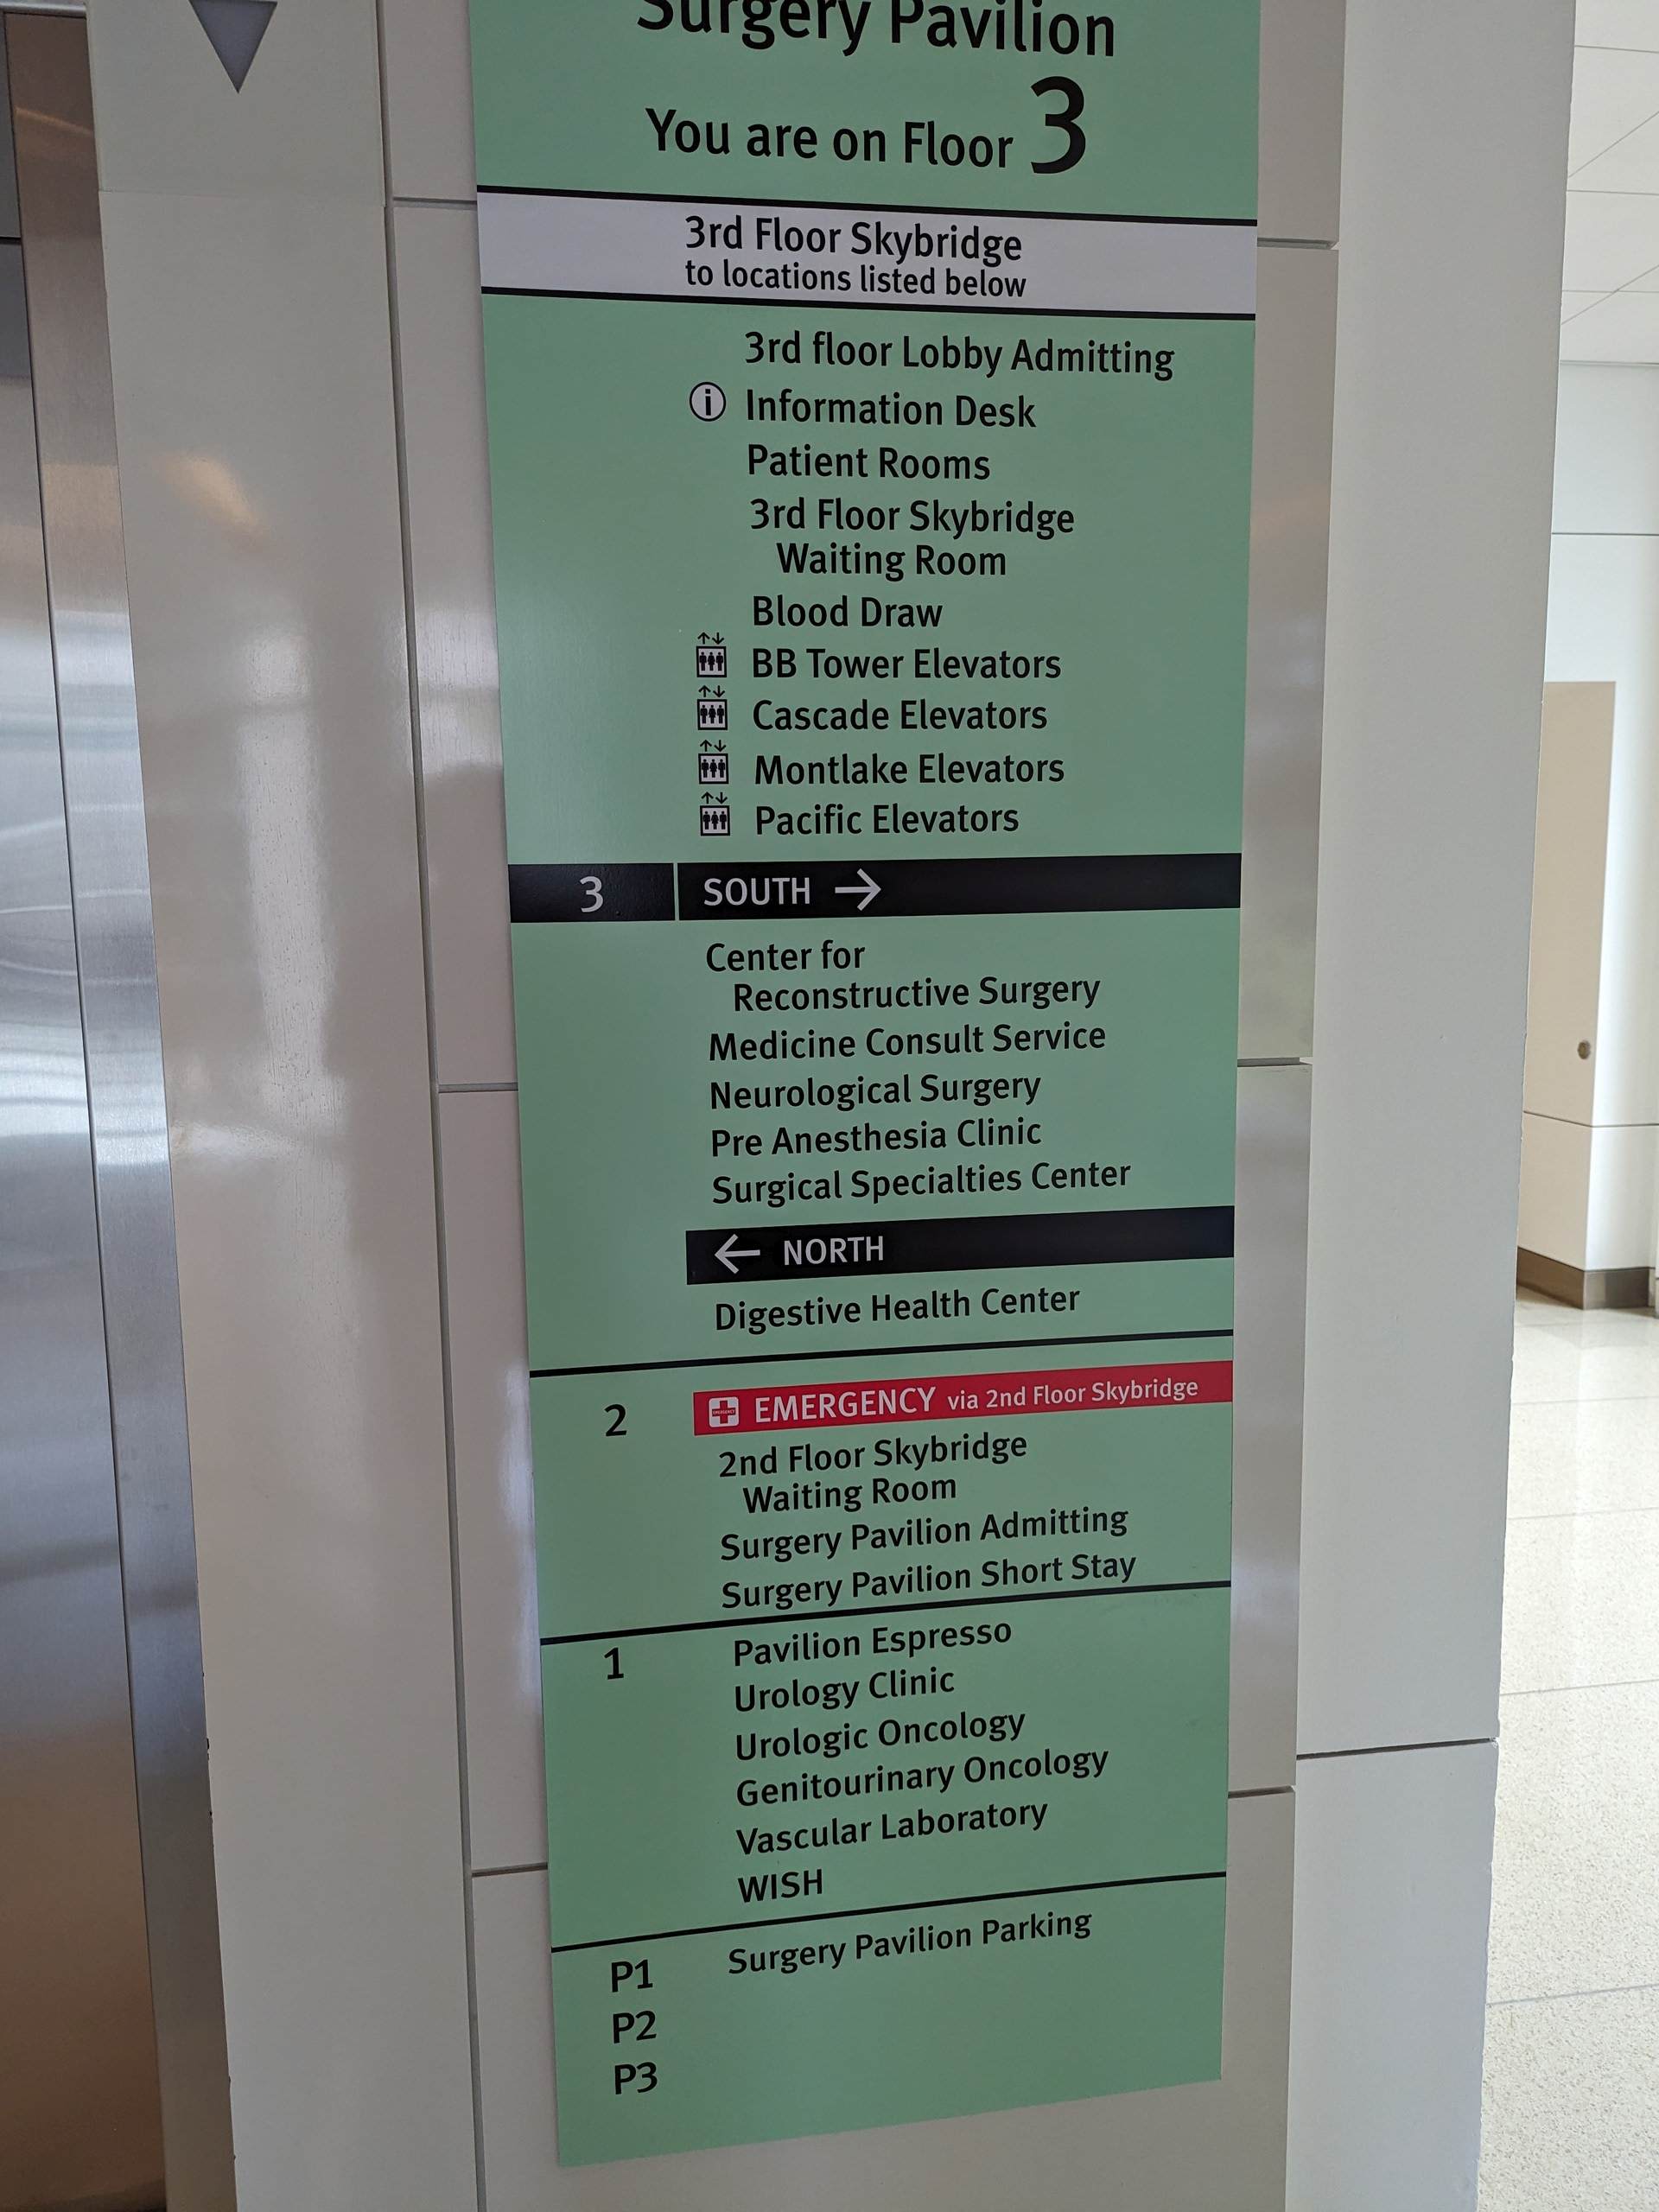 Surgery Pavilion
You are on Floor 3
3rd Floor Skybridge
to locations listed below
3rd floor Lobby Admitting
i Information Desk
Patient Rooms
3rd Floor Skybridge
Waiting Room
Blood Draw
BB Tower Elevators
Cascade Elevators
Montlake Elevators
Pacific Elevators
3 SOUTH →
Center for
Reconstructive Surgery
Medicine Consult Service
Neurological Surgery
Pre Anesthesia Clinic
Surgical Specialties Center
← NORTH
Digestive Health Center
2 EMERGENCY via 2nd Floor Skybridge
2nd Floor Skybridge
Waiting Room
Surgery Pavilion Admitting
Surgery Pavilion Short Stay
1 Pavilion Espresso
Urology Clinic
Urologic Oncology
Genitourinary Oncology
Vascular Laboratory
WISH
P1 Surgery Pavilion Parking
P2
P3